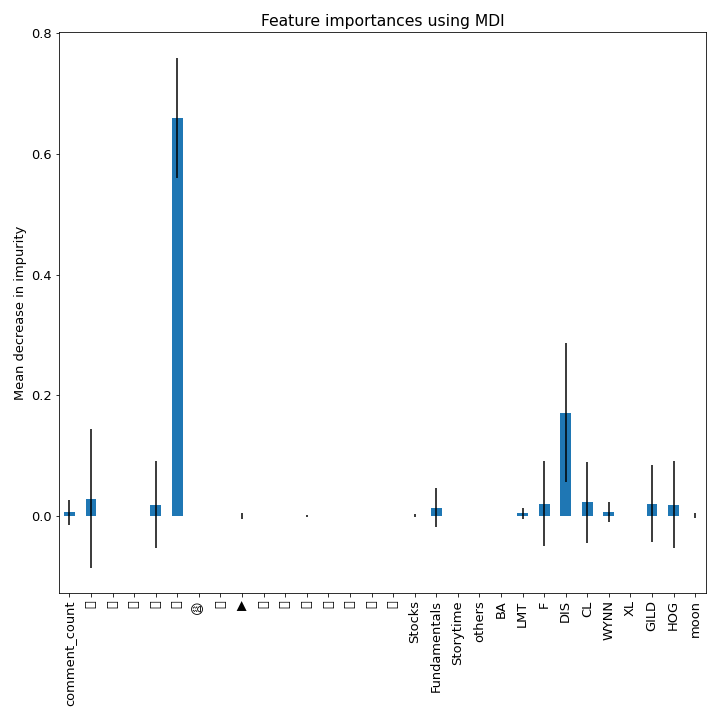 Feature importances using MDI
Mean decrease in impurity
0.8
0.6
0.4
0.2
0.0
comment_count
▲
Stocks
Fundamentals
Storytime
others
BA
LMT
F
DIS
CL
WYNN
XL
GILD
HOG
moon